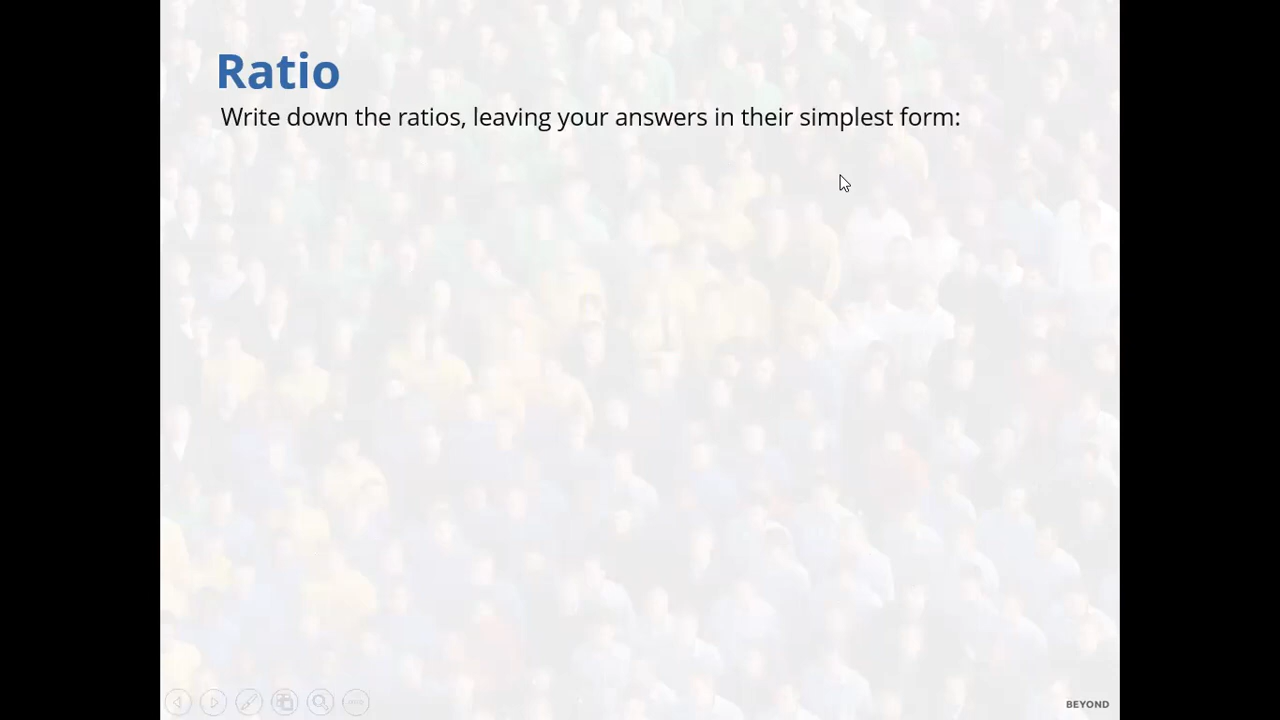 Ratio
Write down the ratios, leaving your answers in their simplest form:
BEYOND